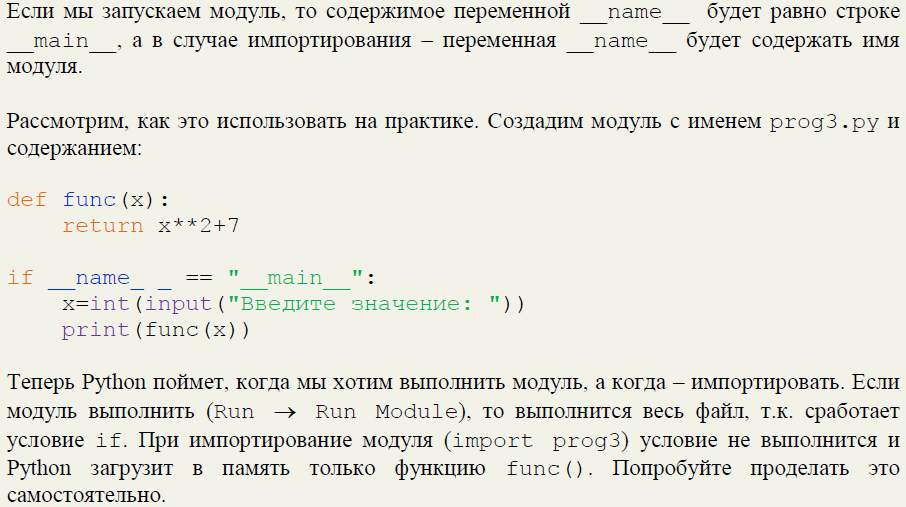 Если мы запускаем модуль, то содержимое переменной __name__ будет равно строке
__main__, а в случае импортирования – переменная __name__ будет содержать имя
модуля.
Рассмотрим, как это использовать на практике. Создадим модуль с именем prog3.py и
содержанием:
def func(x):
    return x**2+7
if __name_ _ == "__main__":
    x=int(input("Введите значение: "))
    print(func(x))
Теперь Python поймет, когда мы хотим выполнить модуль, а когда – импортировать. Если
модуль выполнить (Run → Run Module), то выполнится весь файл, т.к. сработает
условие if. При импортирование модуля (import prog3) условие не выполнится и
Python загрузит в память только функцию func(). Попробуйте проделать это
самостоятельно.